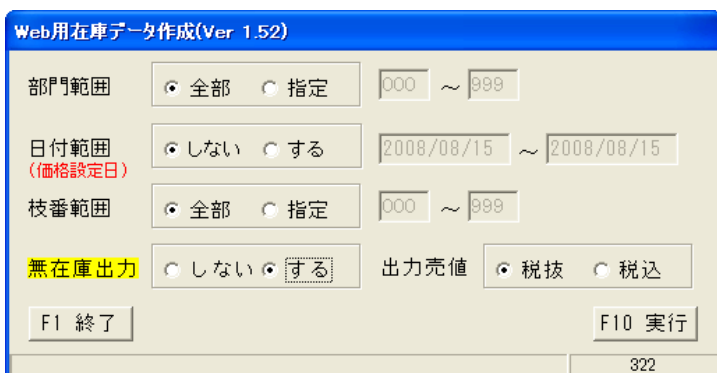 Web用在庫データ作成(Ver 1.52)
部門範囲 全部 指定 000 ～ 999
日付範囲 しない する 2008/08/15 ～ 2008/08/15
(価格設定日)
枝番範囲 全部 指定 000 ～ 999
無在庫出力 しない する 出力売値 税抜 税込
F1 終了 F10 実行
322